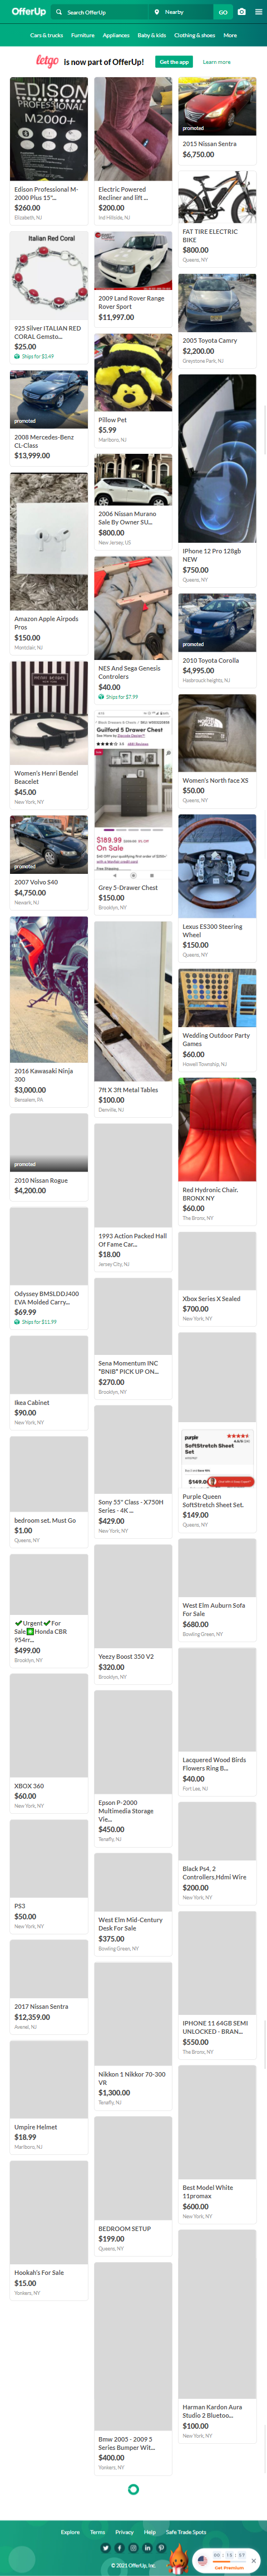 OfferUp
Search OfferUp
Nearby
GO
Cars & trucks
Furniture
Appliances
Baby & kids
Clothing & shoes
More
letgo is now part of OfferUp!
Get the app
Learn more
EDISON
PROFESSIONAL
M2000+
Edison Professional M-
2000 Plus 15"...
$260.00
Elizabeth, NJ
Italian Red Coral
925 Silver ITALIAN RED
CORAL Gemsto...
$25.00
Ships for $3.49
promoted
2008 Mercedes-Benz
CL-Class
$13,999.00
Amazon Apple Airpods
Pros
$150.00
Montclair, NJ
HENRI BENDEL
Women's Henri Bendel
Beacelet
$45.00
New York, NY
promoted
2007 Volvo S40
$4,750.00
Newark, NJ
2016 Kawasaki Ninja
300
$3,000.00
Bensalem, PA
promoted
2010 Nissan Rogue
$4,200.00
Odyssey BMSLDDJ400
EVA Molded Carry...
$69.99
Ships for $11.99
Ikea Cabinet
$90.00
New York, NY
bedroom set. Must Go
$1.00
Queens, NY
✔Urgent✔For
Sale✳Honda CBR
954rr...
$499.00
Brooklyn, NY
XBOX 360
$60.00
New York, NY
PS3
$50.00
New York, NY
2017 Nissan Sentra
$12,359.00
Avenel, NJ
Umpire Helmet
$18.99
Marlboro, NJ
Hookah's For Sale
$15.00
Yonkers, NY
Electric Powered
Recliner and lift ...
$200.00
Ind Hillside, NJ
2009 Land Rover Range
Rover Sport
$11,997.00
Pillow Pet
$5.99
Marlboro, NJ
2006 Nissan Murano
Sale By Owner SU...
$800.00
New Jersey, US
NES And Sega Genesis
Controlers
$40.00
Ships for $7.99
Guilford 5 Drawer Chest
$189.99
On Sale
Grey 5-Drawer Chest
$150.00
Brooklyn, NY
7ft X 3ft Metal Tables
$100.00
Danville, NJ
1993 Action Packed Hall
Of Fame Car...
$18.00
Jersey City, NJ
Sena Momentum INC
"BNIB" PICK UP ON...
$270.00
Brooklyn, NY
Sony 55" Class - X750H
Series - 4K ...
$429.00
New York, NY
Yeezy Boost 350 V2
$320.00
Brooklyn, NY
Epson P-2000
Multimedia Storage
Vie...
$450.00
Tenafly, NJ
West Elm Mid-Century
Desk For Sale
$375.00
Bowling Green, NY
Nikkon 1 Nikkor 70-300
VR
$1,300.00
Tenafly, NJ
BEDROOM SETUP
$199.00
Queens, NY
Bmw 2005 - 2009 5
Series Bumper Wit...
$400.00
Yonkers, NY
promoted
2015 Nissan Sentra
$6,750.00
FAT TIRE ELECTRIC
BIKE
$800.00
Queens, NY
2005 Toyota Camry
$2,200.00
Greystone Park, NJ
IPhone 12 Pro 128gb
NEW
$750.00
Queens, NY
promoted
2010 Toyota Corolla
$4,995.00
Hasbrouck heights, NJ
Women's North face XS
$50.00
Queens, NY
Lexus ES300 Steering
Wheel
$150.00
Queens, NY
Wedding Outdoor Party
Games
$60.00
Howell Township, NJ
Red Hydronic Chair.
BRONX NY
$60.00
The Bronx, NY
Xbox Series X Sealed
$700.00
New York, NY
purple
SoftStretch Sheet
Set
$149.00
Purple Queen
SoftStretch Sheet Set.
$149.00
Queens, NY
West Elm Auburn Sofa
For Sale
$680.00
Bowling Green, NY
Lacquered Wood Birds
Flowers Ring B...
$40.00
Fort Lee, NJ
Black Ps4, 2
Controllers,Hdmi Wire
$200.00
New York, NY
IPHONE 11 64GB SEMI
UNLOCKED - BRAN...
$550.00
The Bronx, NY
Best Model White
11promax
$600.00
New York, NY
Harman Kardon Aura
Studio 2 Bluetoo...
$100.00
New York, NY
Explore
Terms
Privacy
Help
Safe Trade Spots
© 2021 OfferUp, Inc.
00 : 15 : 57
Get Premium